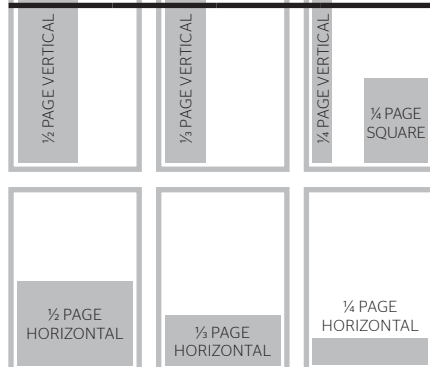 ½ PAGE VERTICAL
⅓ PAGE VERTICAL
¼ PAGE VERTICAL
¼ PAGE
SQUARE
½ PAGE
HORIZONTAL
⅓ PAGE
HORIZONTAL
¼ PAGE
HORIZONTAL